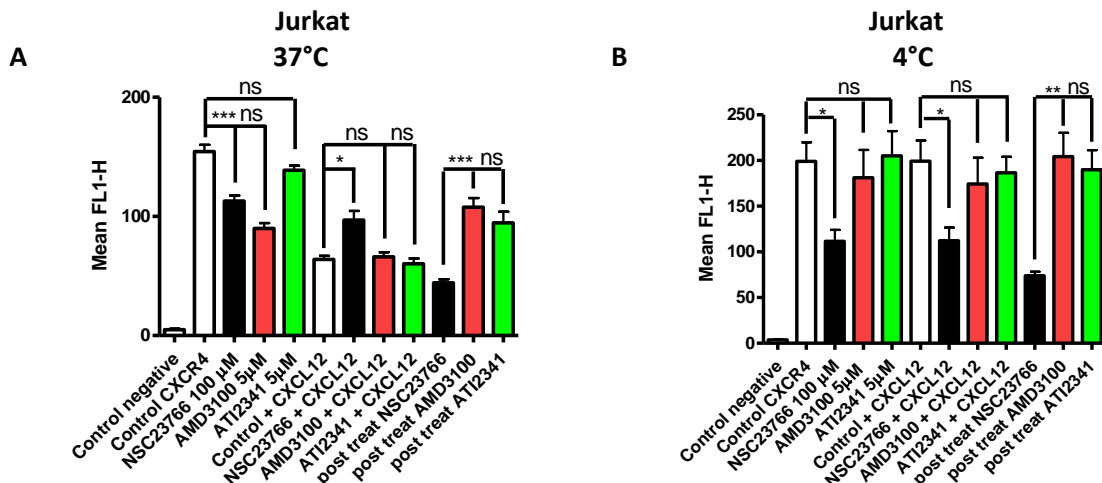 Jurkat
37°C
A
ns
*** ns
ns
*
*** ns
Mean FL1-H
200
100
0
Control negative
Control CXCR4
NSC23766 100 µM
AMD3100 5µM
ATI2341 5µM
Control + CXCL12
NSC23766 + CXCL12
AMD3100 + CXCL12
ATI2341 + CXCL12
post treat NSC23766
post treat AMD3100
post treat ATI2341
Jurkat
4°C
B
ns
*
ns
*
** ns
Mean FL1-H
250
200
150
100
50
0
Control negative
Control CXCR4
NSC23766 100 µM
AMD3100 5µM
ATI2341 5µM
Control + CXCL12
NSC23766 + CXCL12
AMD3100 + CXCL12
ATI2341 + CXCL12
post treat NSC23766
post treat AMD3100
post treat ATI2341